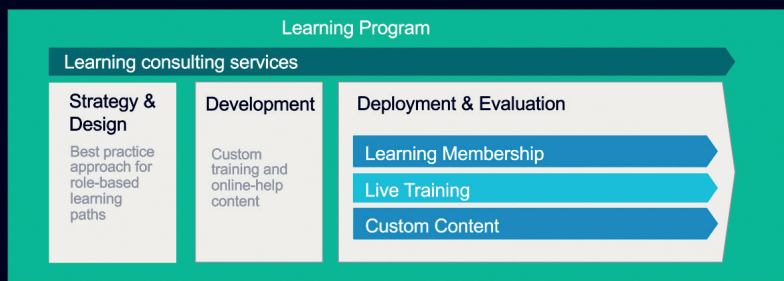 Learning Program
Learning consulting services
Strategy &
Design
Best practice
approach for
role-based
learning
paths
Development
Custom
training and
online-help
content
Deployment & Evaluation
Learning Membership
Live Training
Custom Content